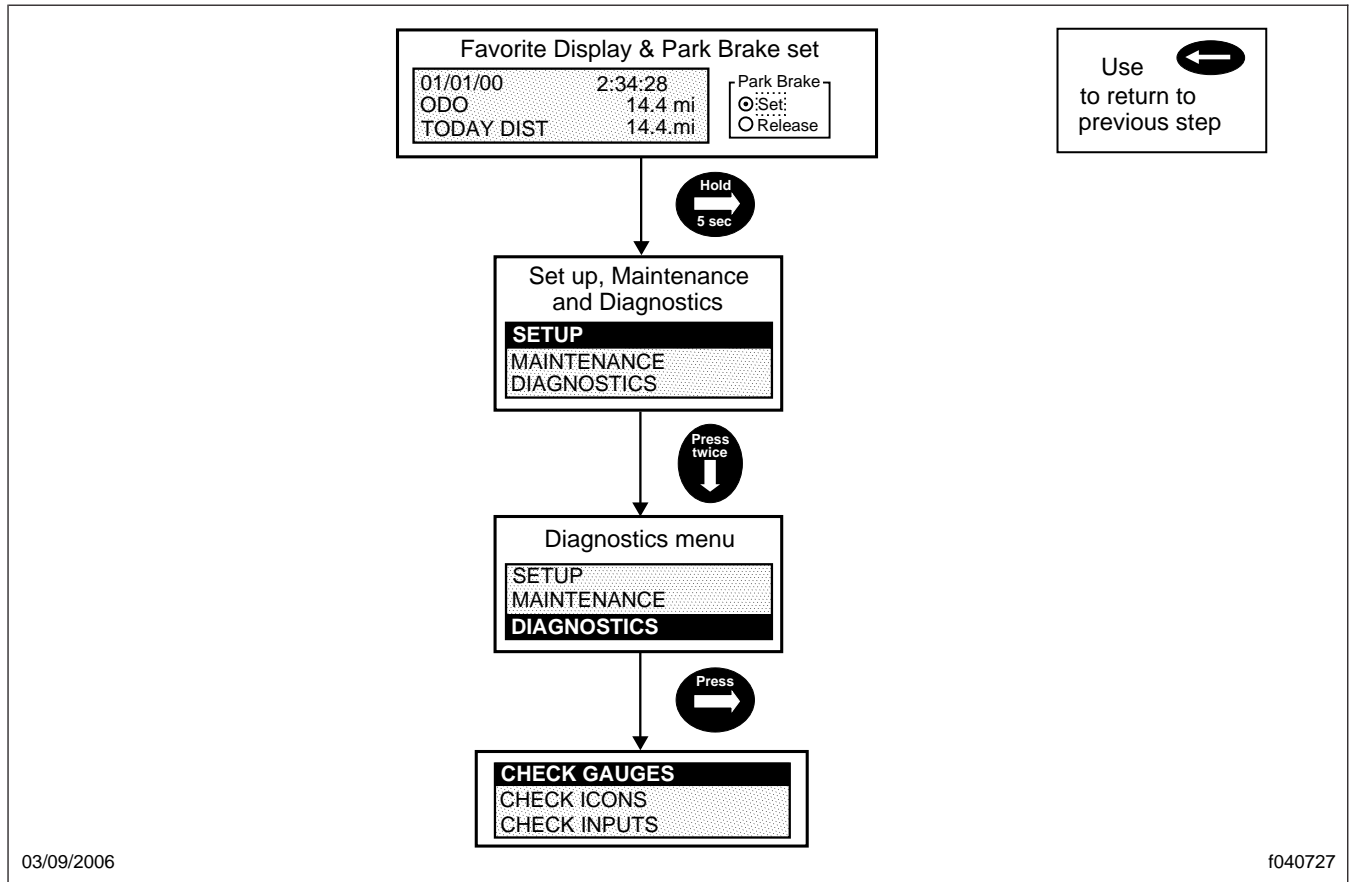 Favorite Display & Park Brake set
01/01/00 2:34:28
ODO 14.4 mi
TODAY DIST 14.4.mi
Park Brake
Set
Release
Use
to return to
previous step
Hold
5 sec
Set up, Maintenance
and Diagnostics
SETUP
MAINTENANCE
DIAGNOSTICS
Press
twice
Diagnostics menu
SETUP
MAINTENANCE
DIAGNOSTICS
Press
CHECK GAUGES
CHECK ICONS
CHECK INPUTS
03/09/2006
f040727